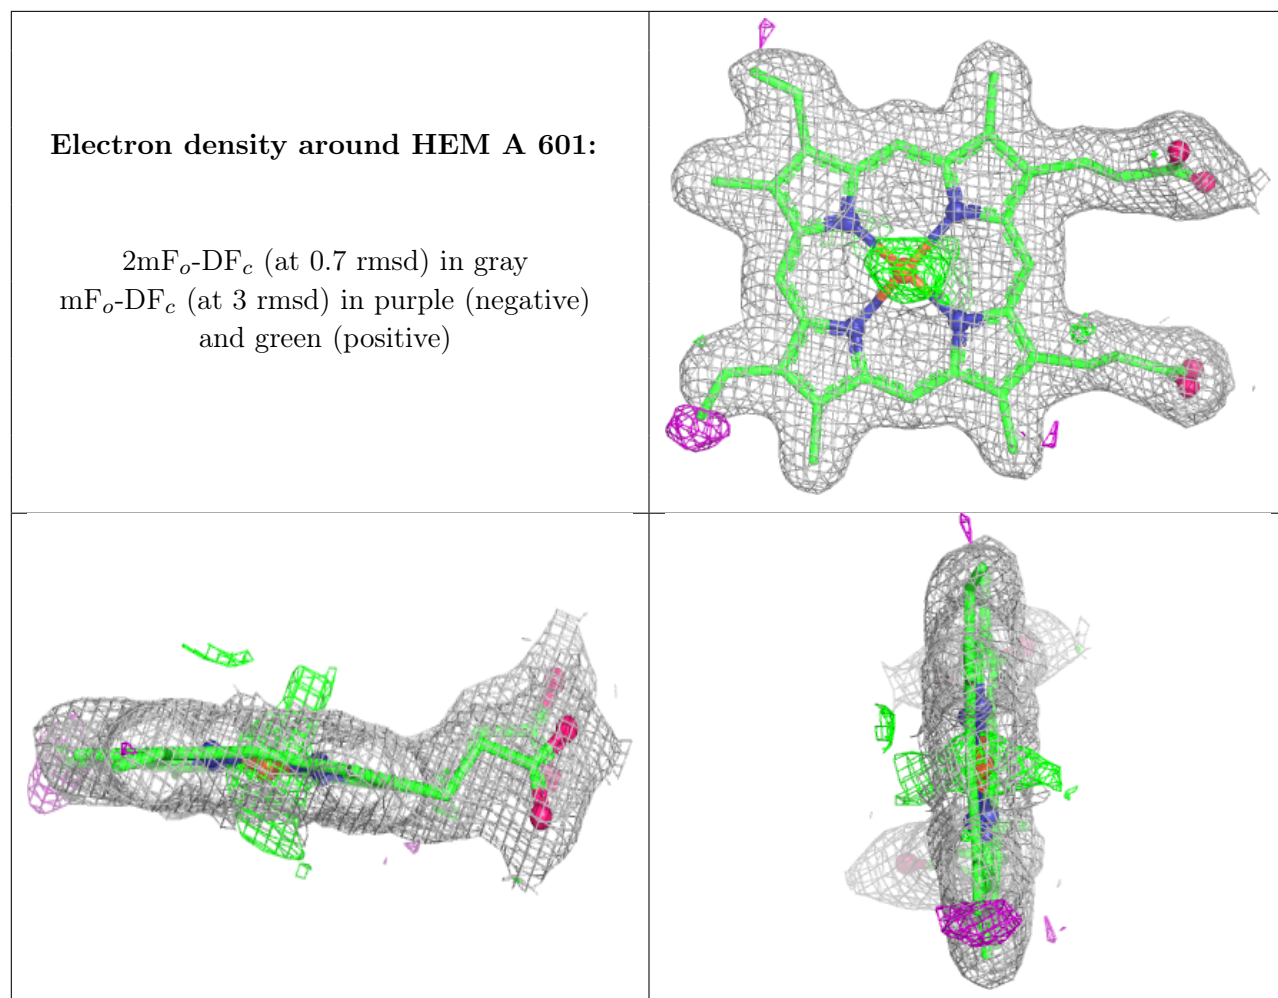 Electron density around HEM A 601:
2mFₒ-DF𝒸 (at 0.7 rmsd) in gray
mFₒ-DF𝒸 (at 3 rmsd) in purple (negative)
and green (positive)